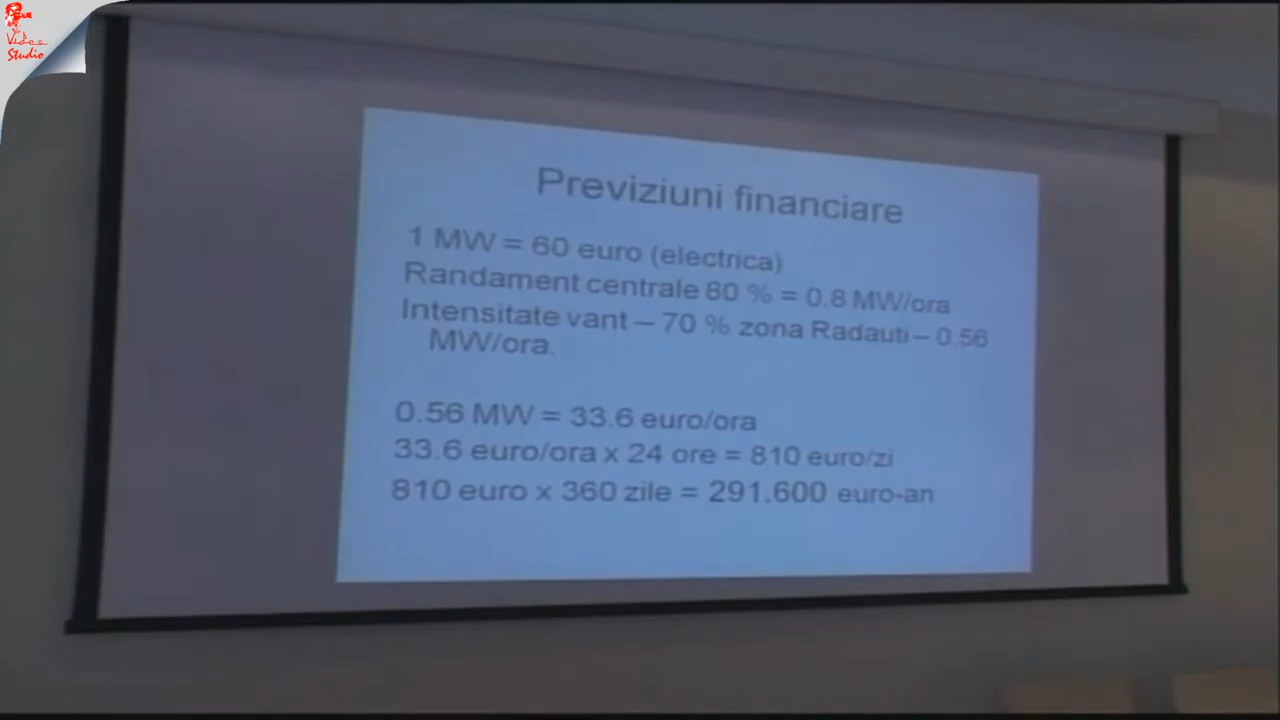 Video
Studio
Previziuni financiare
1 MW = 60 euro (electrica)
Randament centrale 80 % = 0.8 MW/ora
Intensitate vant – 70 % zona Radauti – 0.56
MW/ora.
0.56 MW = 33.6 euro/ora
33.6 euro/ora x 24 ore = 810 euro/zi
810 euro x 360 zile = 291.600 euro-an